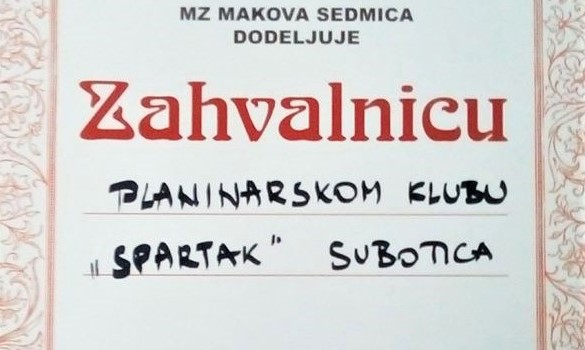 MZ MAKOVA SEDMICA
DODELJUJE
Zahvalnicu
PLANINARSKOM KLUBU
„SPARTAK" SUBOTICA